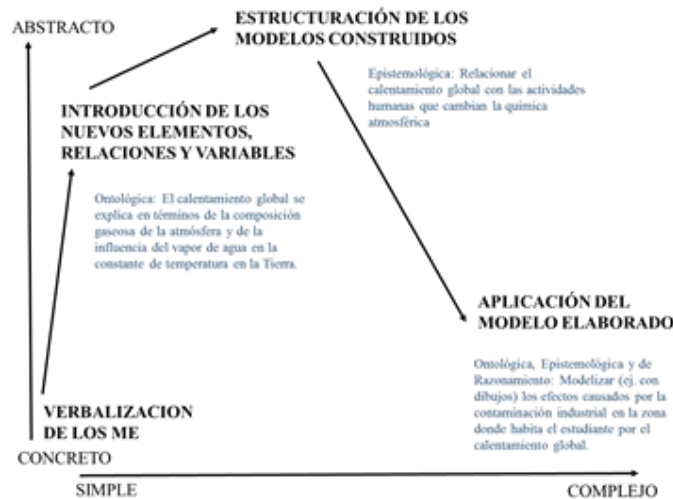 ABSTRACTO
ESTRUCTURACIÓN DE LOS
MODELOS CONSTRUIDOS
Epistemológica: Relacionar el
calentamiento global con las actividades
humanas que cambian la química
atmosférica
INTRODUCCIÓN DE LOS
NUEVOS ELEMENTOS,
RELACIONES Y VARIABLES
Ontológica: El calentamiento global se
explica en términos de la composición
gaseosa de la atmósfera y de la
influencia del vapor de agua en la
constante de temperatura en la Tierra.
APLICACIÓN DEL
MODELO ELABORADO
Ontológica, Epistemológica y de
Razonamiento: Modelizar (ej. con
dibujos) los efectos causados por la
contaminación industrial en la zona
donde habita el estudiante por el
calentamiento global.
VERBALIZACION
DE LOS ME
CONCRETO
SIMPLE
COMPLEJO